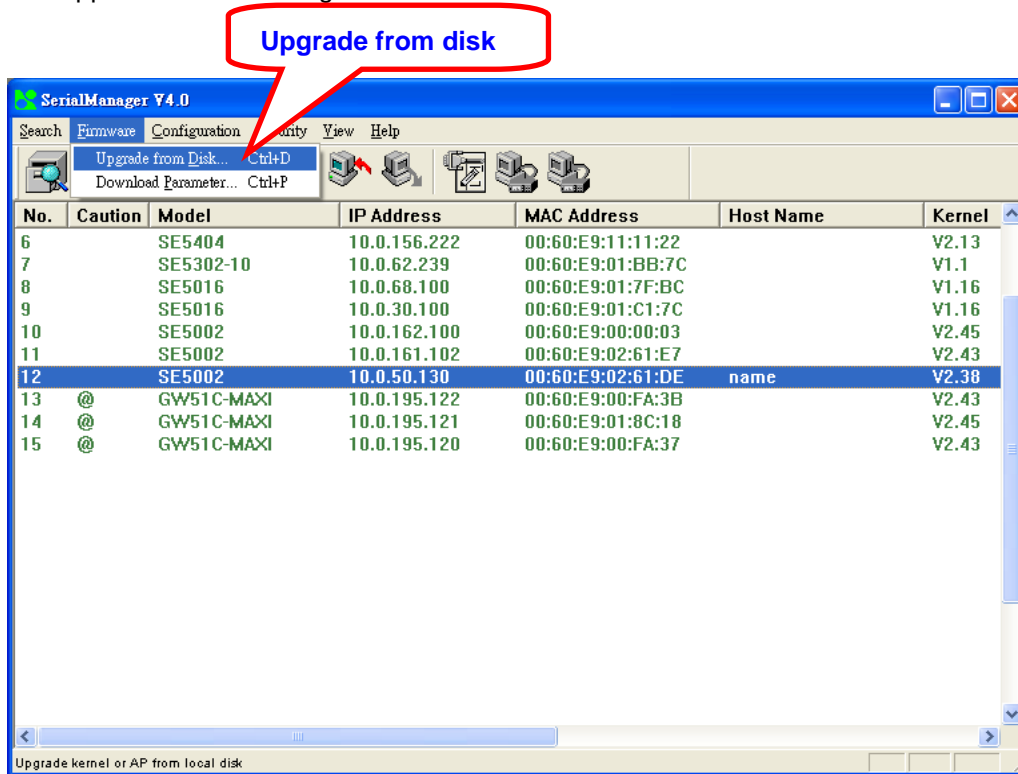 Upgrade from disk
SerialManager V4.0
Search Firmware Configuration urity View Help
Upgrade from Disk... Ctrl+D
Download Parameter... Ctrl+P
No. Caution Model IP Address MAC Address Host Name Kernel
6 SE5404 10.0.156.222 00:60:E9:11:11:22 V2.13
7 SE5302-10 10.0.62.239 00:60:E9:01:BB:7C V1.1
8 SE5016 10.0.68.100 00:60:E9:01:7F:BC V1.16
9 SE5016 10.0.30.100 00:60:E9:01:C1:7C V1.16
10 SE5002 10.0.162.100 00:60:E9:00:00:03 V2.45
11 SE5002 10.0.161.102 00:60:E9:02:61:E7 V2.43
12 SE5002 10.0.50.130 00:60:E9:02:61:DE name V2.38
13 @ GW51C-MAXI 10.0.195.122 00:60:E9:00:FA:3B V2.43
14 @ GW51C-MAXI 10.0.195.121 00:60:E9:01:8C:18 V2.45
15 @ GW51C-MAXI 10.0.195.120 00:60:E9:00:FA:37 V2.43
Upgrade kernel or AP from local disk